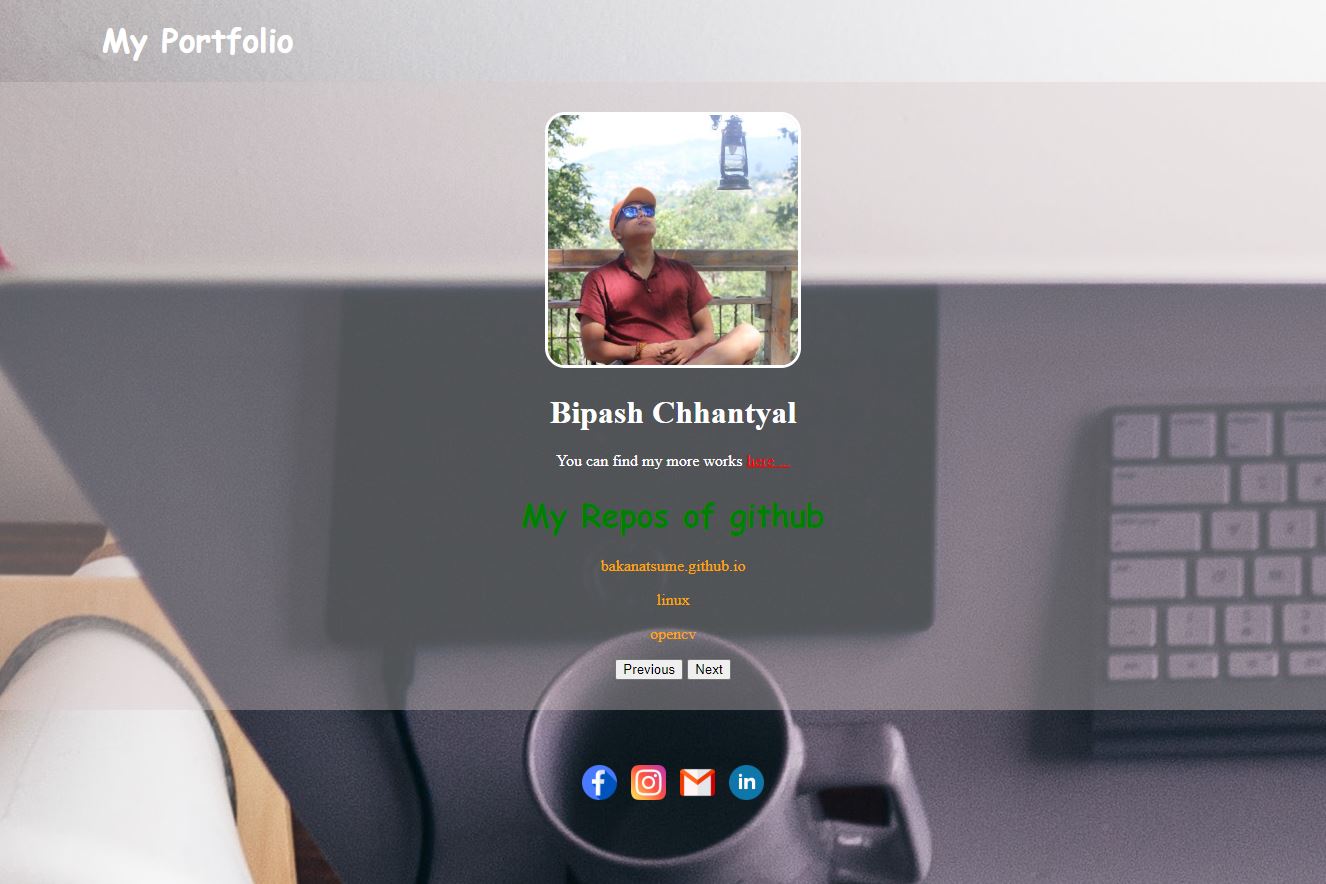 My Portfolio
Bipash Chhantyal
You can find my more works here ...
My Repos of github
bakanatsume.github.io
linux
opencv
Previous Next
in